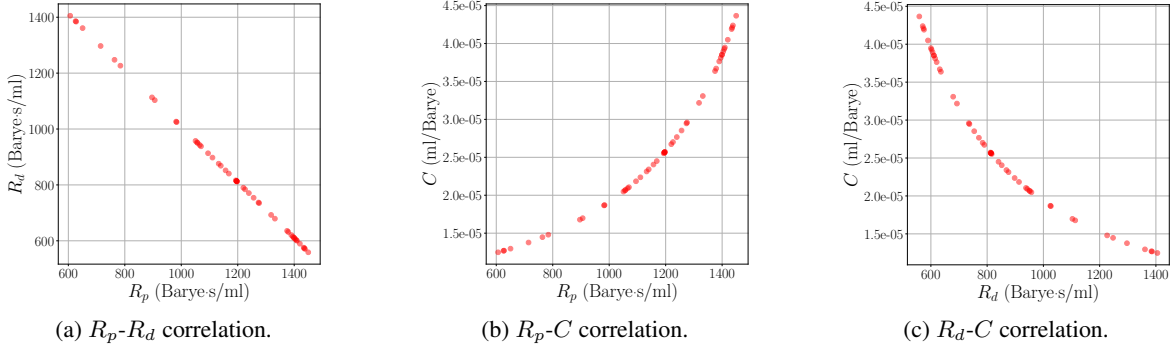 1400
1200
1000
800
600
R_d (Barye·s/ml)
600 800 1000 1200 1400
R_p (Barye·s/ml)
(a) R_p-R_d correlation.
4.5e-05
4.0e-05
3.5e-05
3.0e-05
2.5e-05
2.0e-05
1.5e-05
C (ml/Barye)
600 800 1000 1200 1400
R_p (Barye·s/ml)
(b) R_p-C correlation.
4.5e-05
4.0e-05
3.5e-05
3.0e-05
2.5e-05
2.0e-05
1.5e-05
C (ml/Barye)
600 800 1000 1200 1400
R_d (Barye·s/ml)
(c) R_d-C correlation.